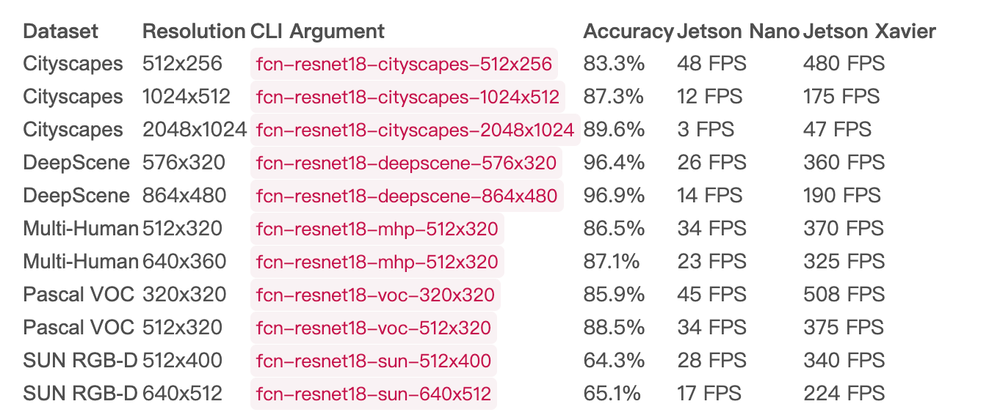 Dataset Resolution CLI Argument Accuracy Jetson Nano Jetson Xavier
Cityscapes 512x256 fcn-resnet18-cityscapes-512x256 83.3% 48 FPS 480 FPS
Cityscapes 1024x512 fcn-resnet18-cityscapes-1024x512 87.3% 12 FPS 175 FPS
Cityscapes 2048x1024 fcn-resnet18-cityscapes-2048x1024 89.6% 3 FPS 47 FPS
DeepScene 576x320 fcn-resnet18-deepscene-576x320 96.4% 26 FPS 360 FPS
DeepScene 864x480 fcn-resnet18-deepscene-864x480 96.9% 14 FPS 190 FPS
Multi-Human 512x320 fcn-resnet18-mhp-512x320 86.5% 34 FPS 370 FPS
Multi-Human 640x360 fcn-resnet18-mhp-512x320 87.1% 23 FPS 325 FPS
Pascal VOC 320x320 fcn-resnet18-voc-320x320 85.9% 45 FPS 508 FPS
Pascal VOC 512x320 fcn-resnet18-voc-512x320 88.5% 34 FPS 375 FPS
SUN RGB-D 512x400 fcn-resnet18-sun-512x400 64.3% 28 FPS 340 FPS
SUN RGB-D 640x512 fcn-resnet18-sun-640x512 65.1% 17 FPS 224 FPS